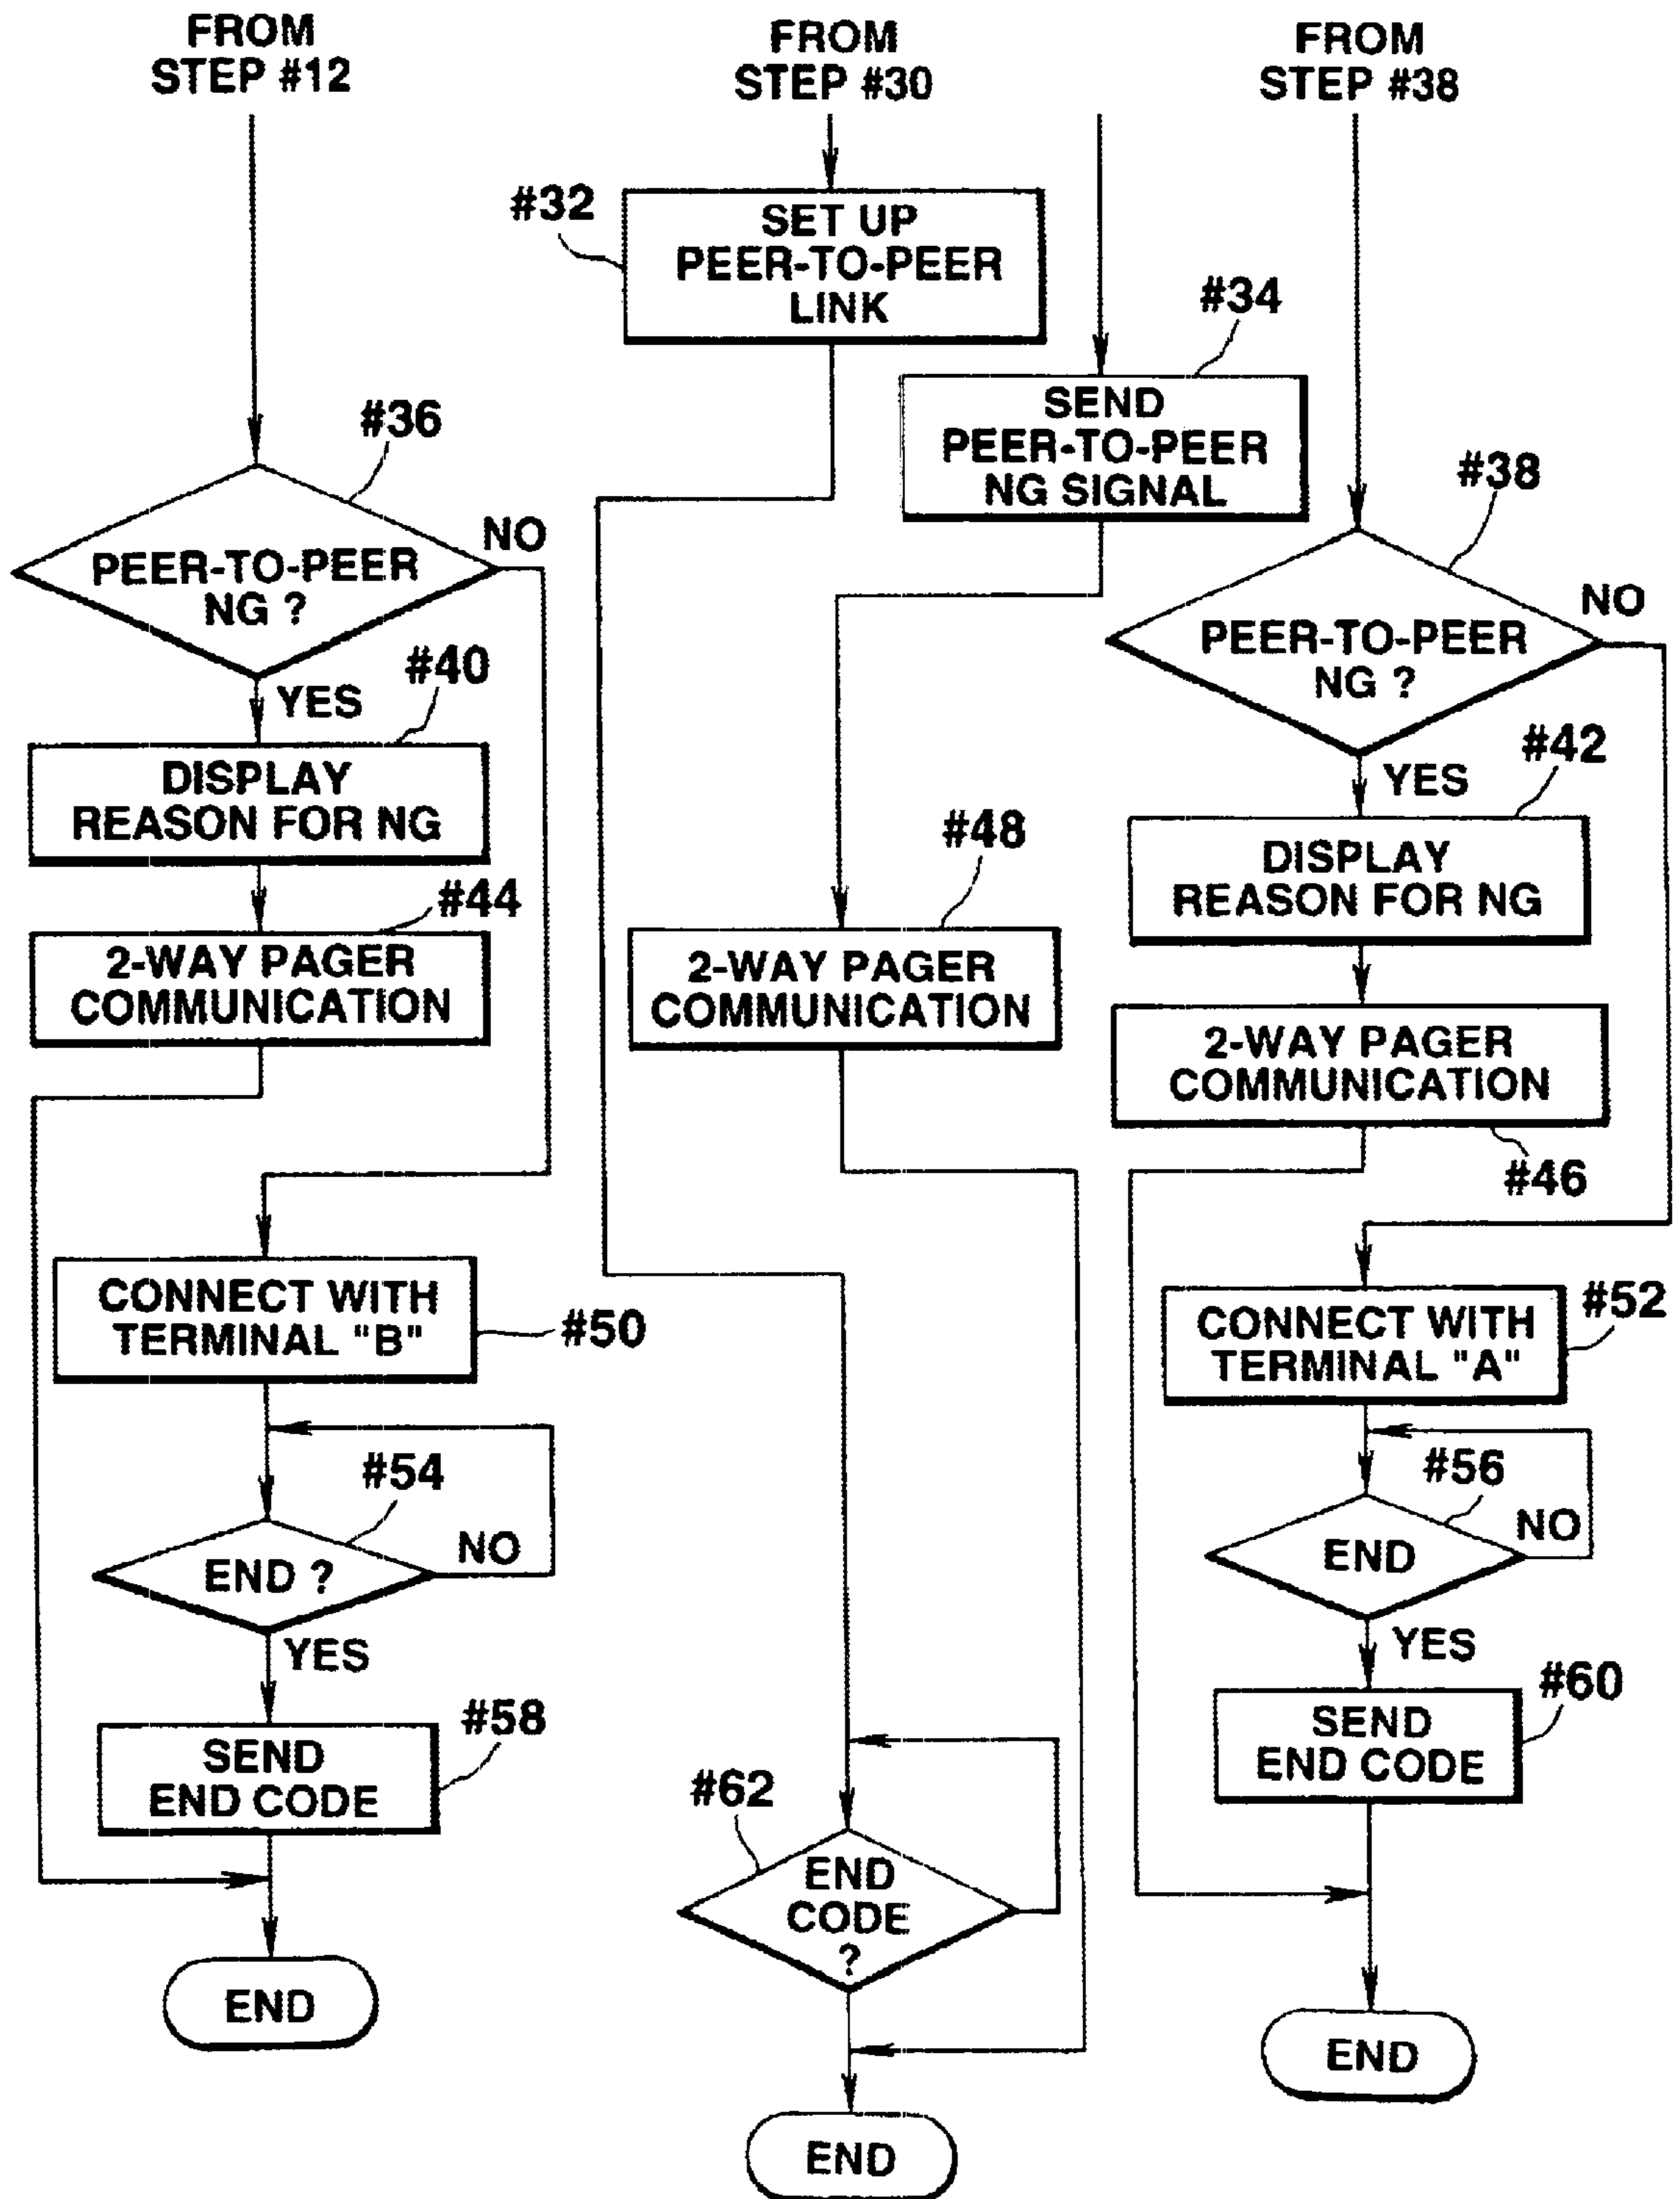 FROM
STEP #12
FROM
STEP #30
FROM
STEP #38
#32
SET UP
PEER-TO-PEER
LINK
#34
SEND
PEER-TO-PEER
NG SIGNAL
#36
PEER-TO-PEER
NG ?
NO
YES
#38
PEER-TO-PEER
NG ?
NO
YES
#40
DISPLAY
REASON FOR NG
#42
DISPLAY
REASON FOR NG
#44
2-WAY PAGER
COMMUNICATION
#48
2-WAY PAGER
COMMUNICATION
2-WAY PAGER
COMMUNICATION
#46
CONNECT WITH
TERMINAL "B"
#50
CONNECT WITH
TERMINAL "A"
#52
#54
END ?
NO
YES
#56
END
NO
YES
#58
SEND
END CODE
#60
SEND
END CODE
#62
END
CODE
?
END
END
END